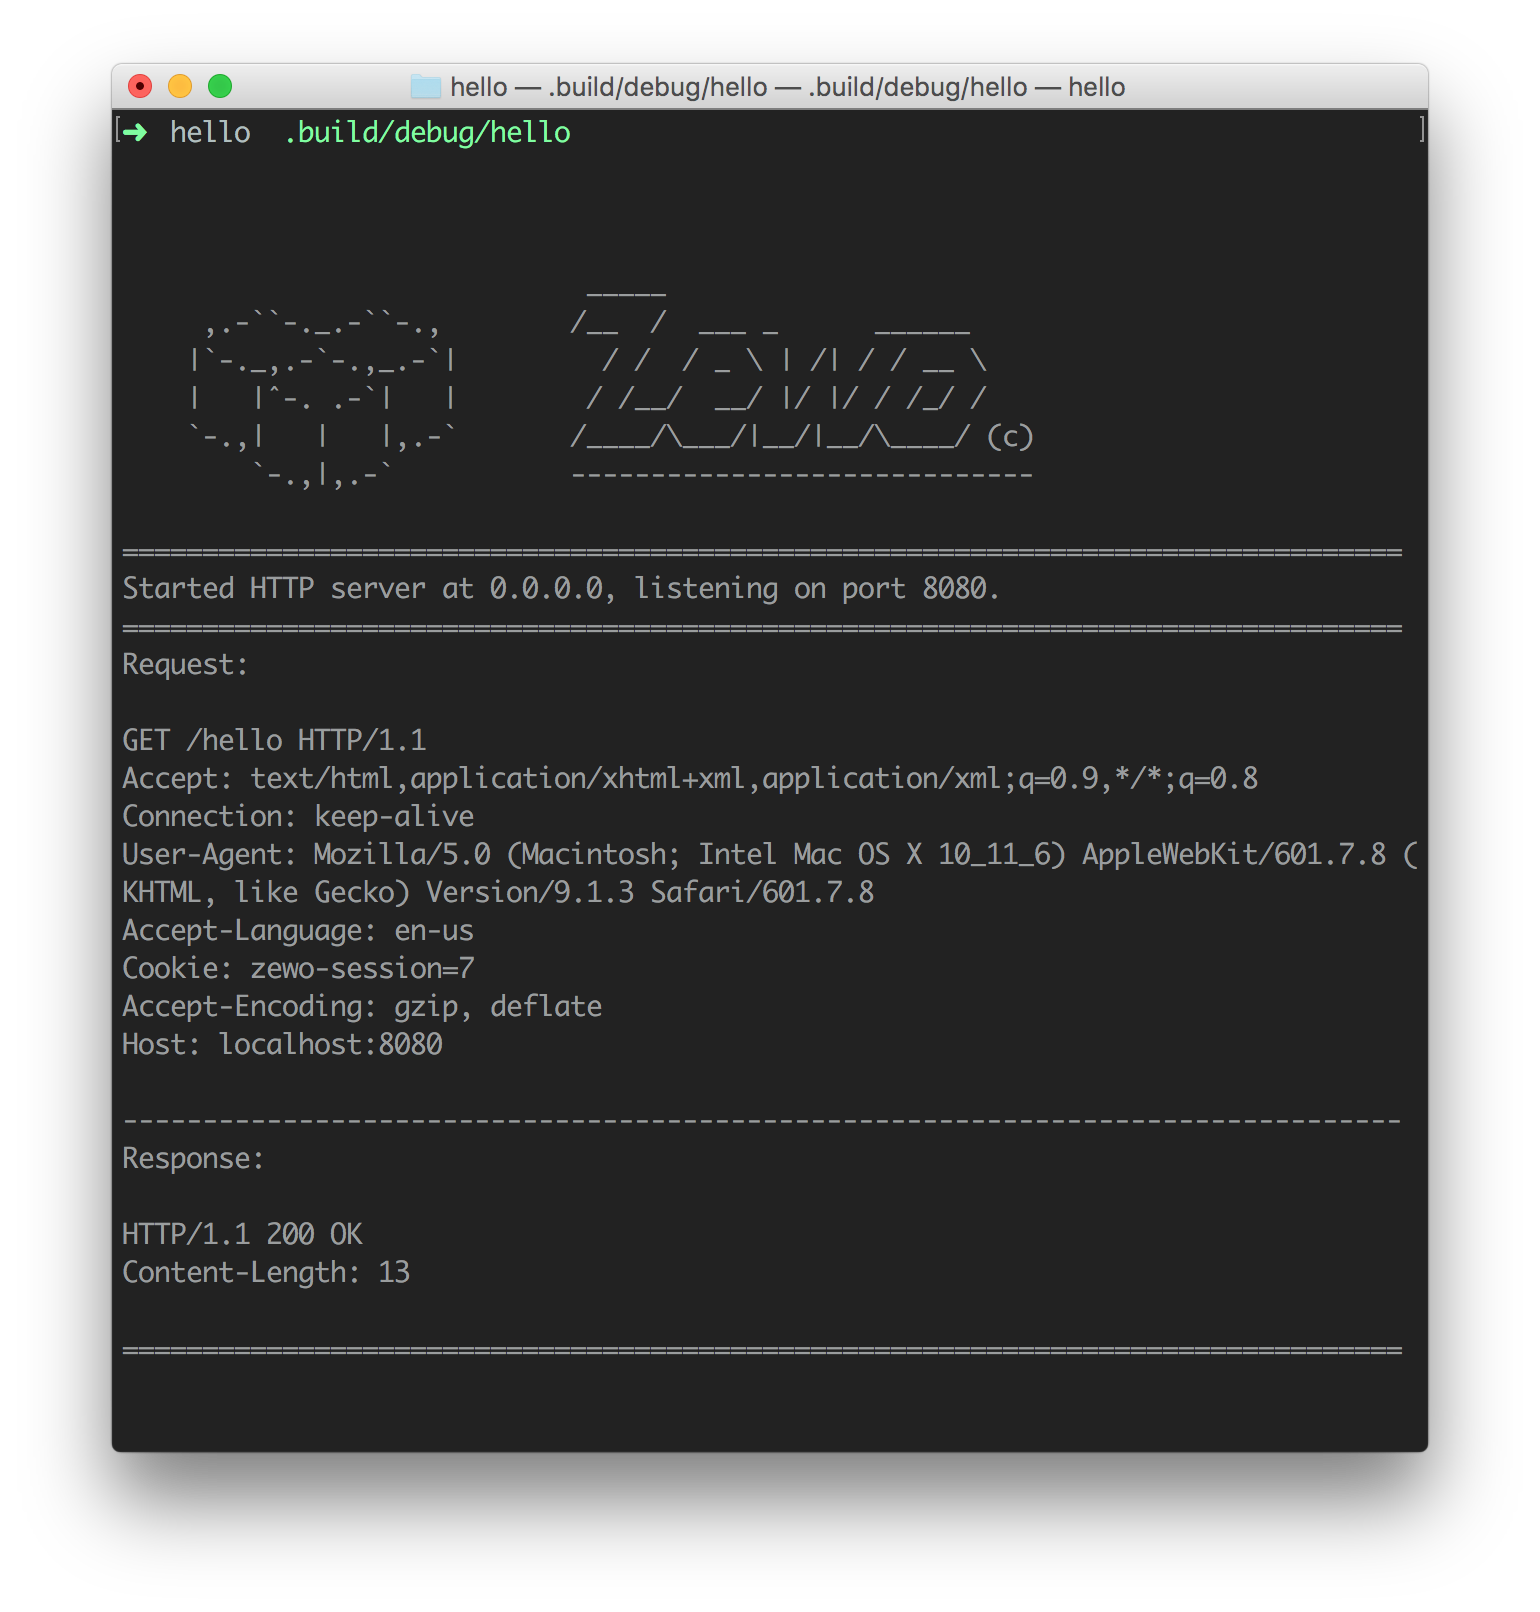 hello — .build/debug/hello — .build/debug/hello — hello
[➜  hello  .build/debug/hello ]
                             _____
     ,.-``-._.-``-.,        /__  /  ___ _      ______
    |`-._,.-`-.,_.-`|         / /  / _ \ | /| / / __ \
    |   |ˆ-. .-`|   |        / /__/  __/ |/ |/ / /_/ /
    `-.,|   |   |,.-`       /____/\___/|__/|__/\____/ (c)
        `-.,|,.-`           -----------------------------
================================================================================
Started HTTP server at 0.0.0.0, listening on port 8080.
================================================================================
Request:
GET /hello HTTP/1.1
Accept: text/html,application/xhtml+xml,application/xml;q=0.9,*/*;q=0.8
Connection: keep-alive
User-Agent: Mozilla/5.0 (Macintosh; Intel Mac OS X 10_11_6) AppleWebKit/601.7.8 (
KHTML, like Gecko) Version/9.1.3 Safari/601.7.8
Accept-Language: en-us
Cookie: zewo-session=7
Accept-Encoding: gzip, deflate
Host: localhost:8080
--------------------------------------------------------------------------------
Response:
HTTP/1.1 200 OK
Content-Length: 13
================================================================================